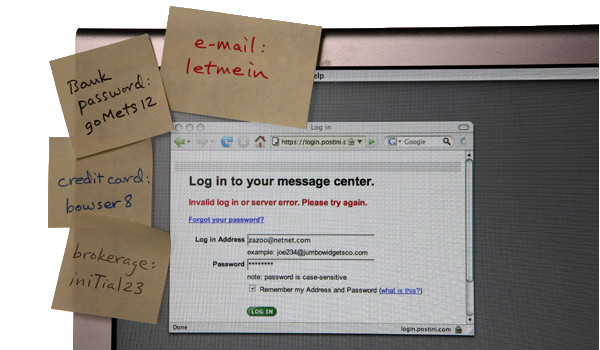 e-mail:
letmein
Bank
password:
goMets12
credit card:
bowser8
brokerage:
iniTial23
elp
Log in
https://login.postini.c
Google
Log in to your message center.
Invalid log in or server error. Please try again.
Forgot your password?
Log in Address zazoo@netnet.com
example: joe234@jumbowidgetsco.com
Password ********
note: password is case-sensitive
Remember my Address and Password (what is this?)
LOG IN
Done login.postini.com